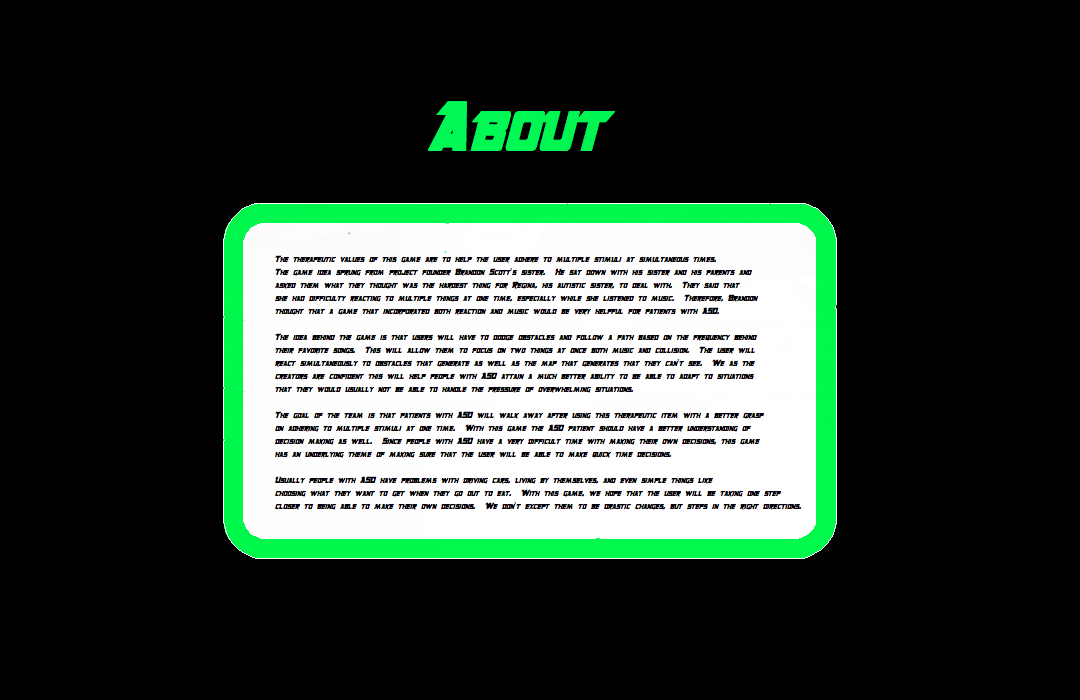 About
The therapeutic values of this game are to help the user adhere to multiple stimuli at simultaneous times.
The game idea sprung from project founder Brandon Scott's sister. He sat down with his sister and his parents and
asked them what they thought was the hardest thing for Regina, his autistic sister, to deal with. They said that
she had difficulty reacting to multiple things at one time, especially while she listened to music. Therefore, Brandon
thought that a game that incorporated both reaction and music would be very helpful for patients with ASD.
The idea behind the game is that users will have to dodge obstacles and follow a path based on the frequency behind
their favorite songs. This will allow them to focus on two things at once both music and collision. The user will
react simultaneously to obstacles that generate as well as the map that generates that they can't see. We as the
creators are confident this will help people with ASD attain a much better ability to be able to adapt to situations
that they would usually not be able to handle the pressure of overwhelming situations.
The goal of the team is that patients with ASD will walk away after using this therapeutic item with a better grasp
on adhering to multiple stimuli at one time. With this game the ASD patient should have a better understanding of
decision making as well. Since people with ASD have a very difficult time with making their own decisions, this game
has an underlying theme of making sure that the user will be able to make quick time decisions.
Usually people with ASD have problems with driving cars, living by themselves, and even simple things like
choosing what they want to get when they go out to eat. With this game, we hope that the user will be taking one step
closer to being able to make their own decisions. We don't except them to be drastic changes, but steps in the right directions.